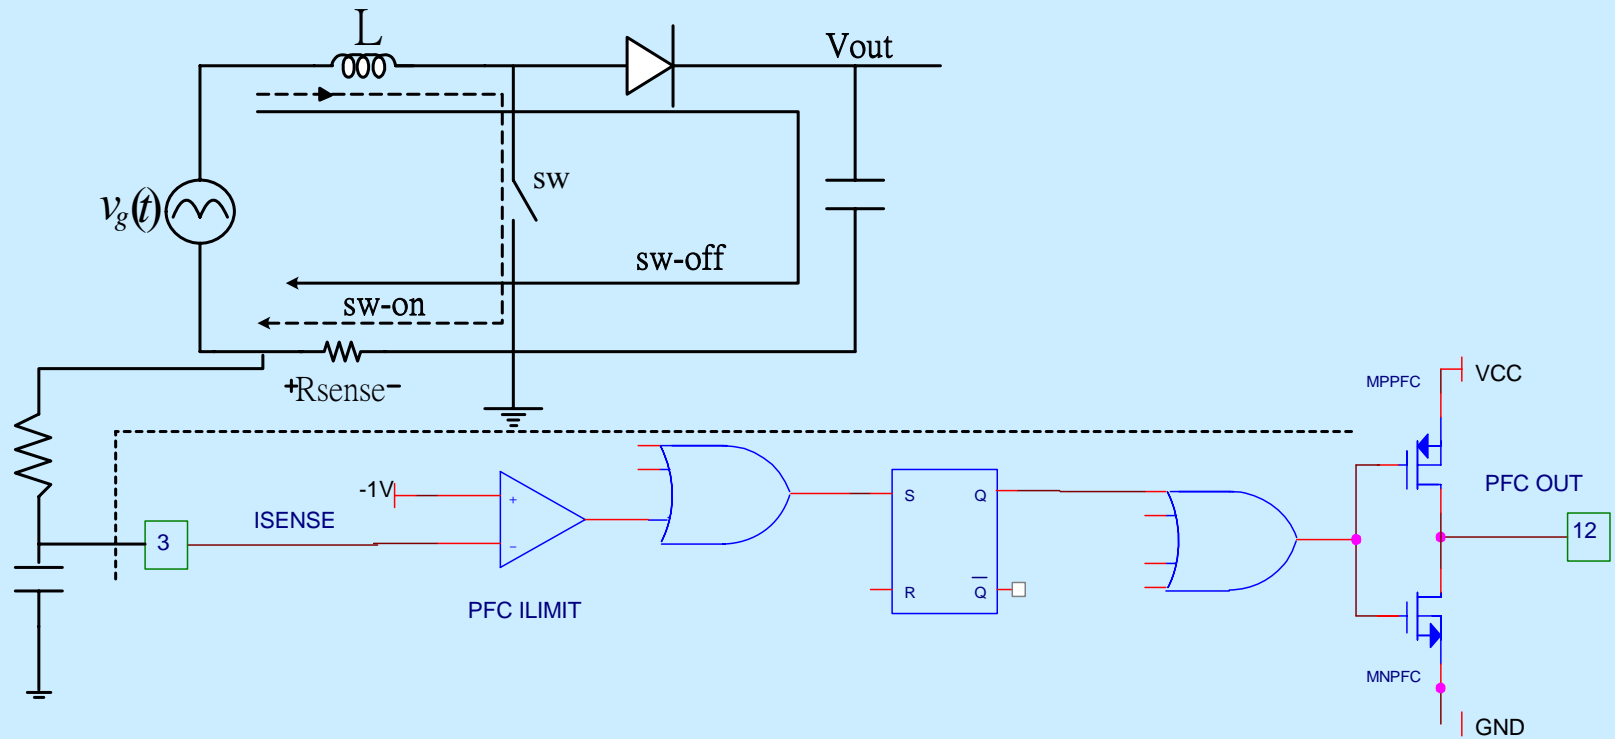 L
Vout
vg(t)
sw
sw-off
sw-on
+Rsense-
MPPFC
VCC
-1V
+
S
Q
PFC OUT
ISENSE
3
-
12
R
Q
PFC ILIMIT
MNPFC
GND